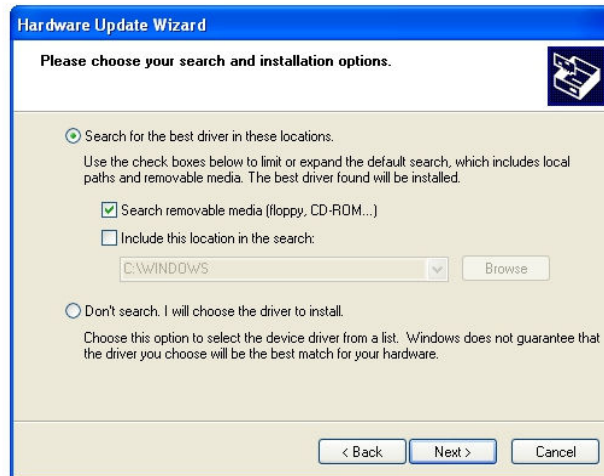 Hardware Update Wizard
Please choose your search and installation options.
Search for the best driver in these locations.
Use the check boxes below to limit or expand the default search, which includes local
paths and removable media. The best driver found will be installed.
Search removable media (floppy, CD-ROM...)
Include this location in the search:
C:\WINDOWS
Browse
Don't search. I will choose the driver to install.
Choose this option to select the device driver from a list. Windows does not guarantee that
the driver you choose will be the best match for your hardware.
< Back Next > Cancel